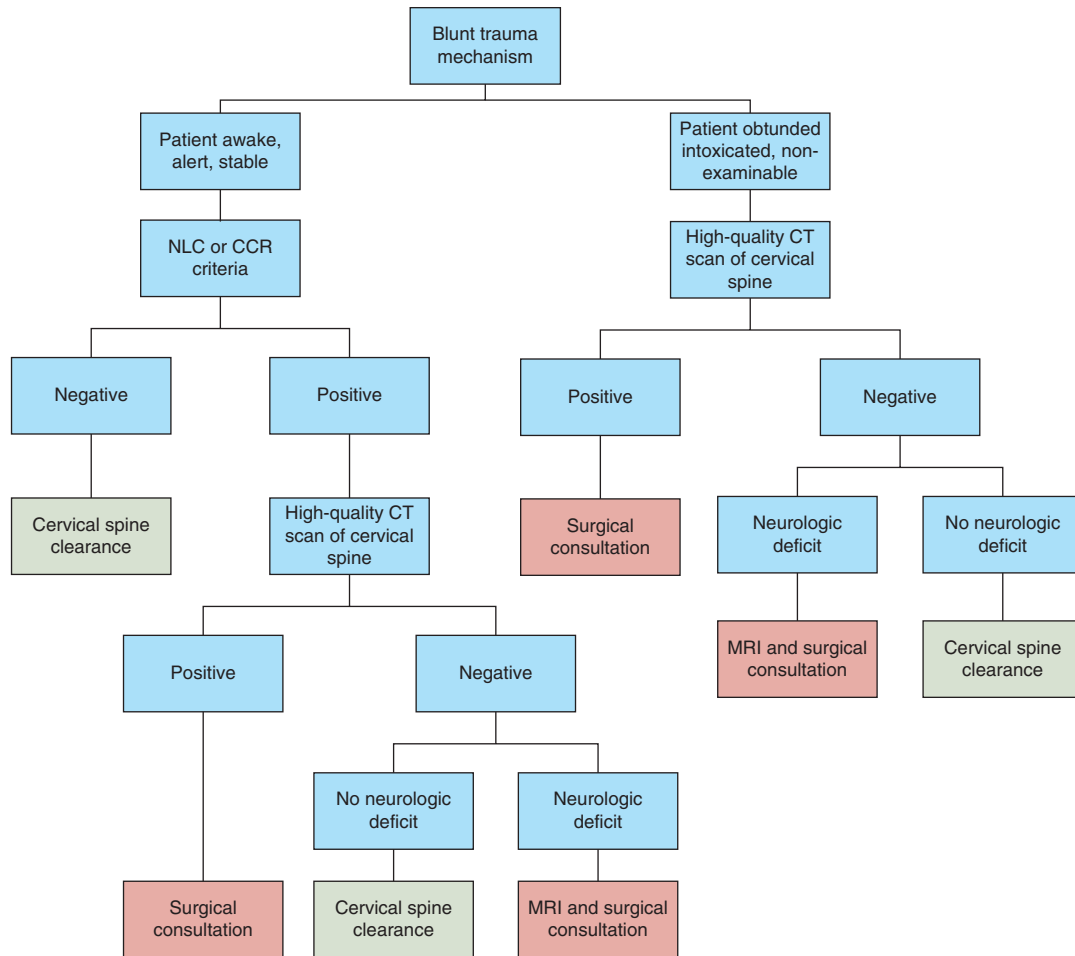 Blunt trauma
mechanism
Patient awake,
alert, stable
Patient obtunded
intoxicated, non-
examinable
NLC or CCR
criteria
High-quality CT
scan of cervical
spine
Negative
Positive
Positive
Negative
Cervical spine
clearance
High-quality CT
scan of cervical
spine
Surgical
consultation
Neurologic
deficit
No neurologic
deficit
Positive
Negative
MRI and surgical
consultation
Cervical spine
clearance
No neurologic
deficit
Neurologic
deficit
Surgical
consultation
Cervical spine
clearance
MRI and surgical
consultation